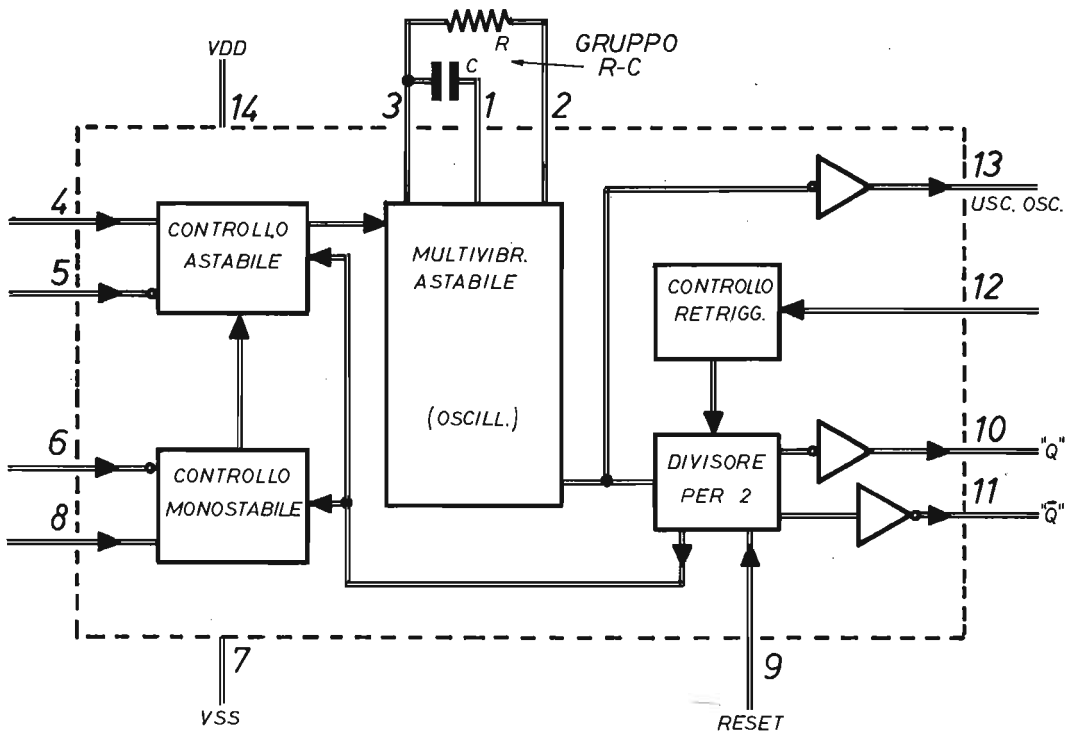 R
GRUPPO
R-C
C
VDD
14
3
1
2
13
USC. OSC.
4
CONTROLLO
ASTABILE
MULTIVIBR.
ASTABILE
5
CONTROLLO
RETRIGG.
12
(OSCILL.)
6
CONTROLLO
MONOSTABILE
8
DIVISORE
PER 2
10
"Q"
11
"Q̅"
7
VSS
9
RESET